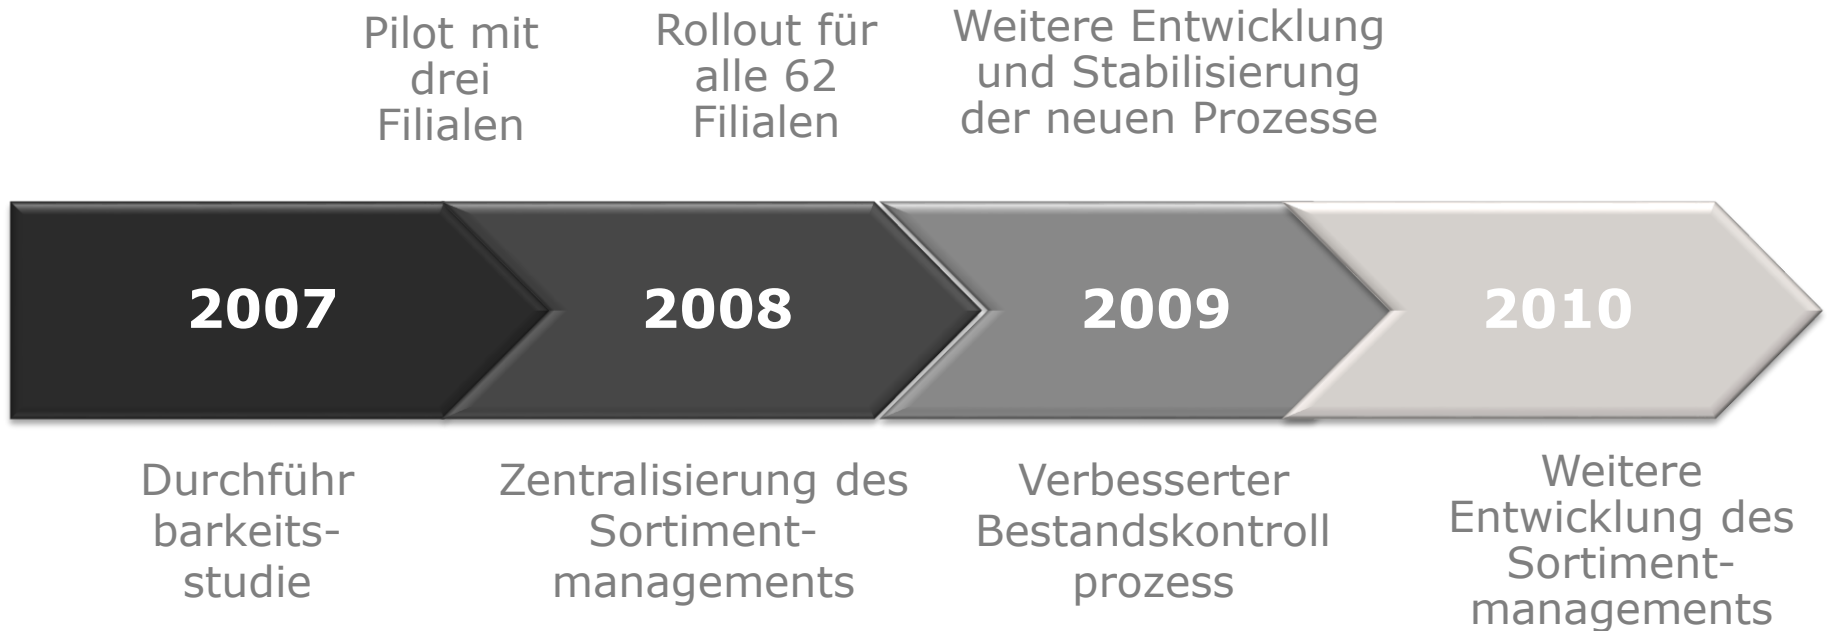 Pilot mit
drei
Filialen
Rollout für
alle 62
Filialen
Weitere Entwicklung
und Stabilisierung
der neuen Prozesse
2007
2008
2009
2010
Durchführ
barkeits-
studie
Zentralisierung des
Sortiment-
managements
Verbesserter
Bestandskontroll
prozess
Weitere
Entwicklung des
Sortiment-
managements